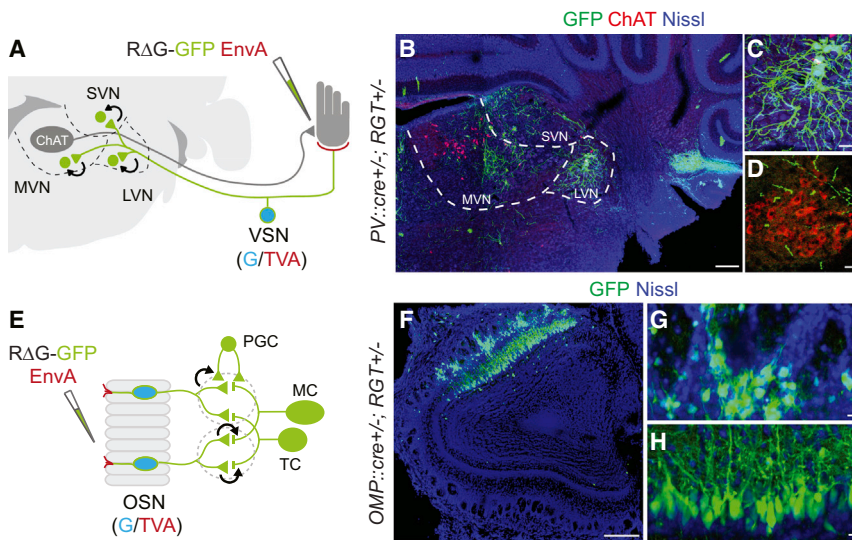 A
RΔG-GFP EnvA
SVN
ChAT
MVN
LVN
VSN
(G/TVA)
GFP ChAT Nissl
PV::cre+/-; RGT+/-
B
SVN
MVN
LVN
C
D
E
RΔG-GFP
EnvA
PGC
MC
TC
OSN
(G/TVA)
GFP Nissl
OMP::cre+/-; RGT+/-
F
G
H